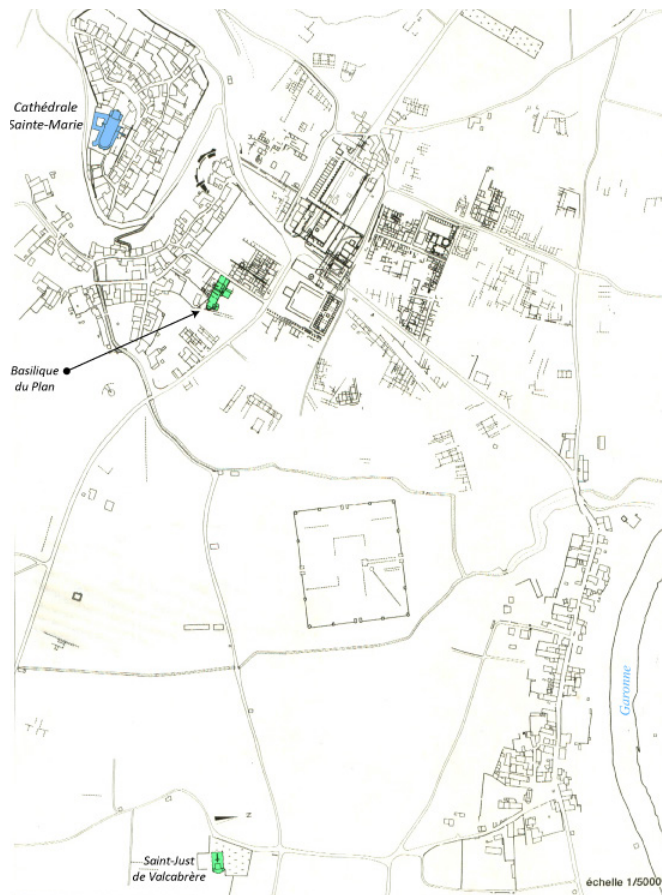 Cathédrale
Sainte-Marie
Basilique
du Plan
Garonne
N
Saint-Just
de Valcabrère
échelle 1/5000